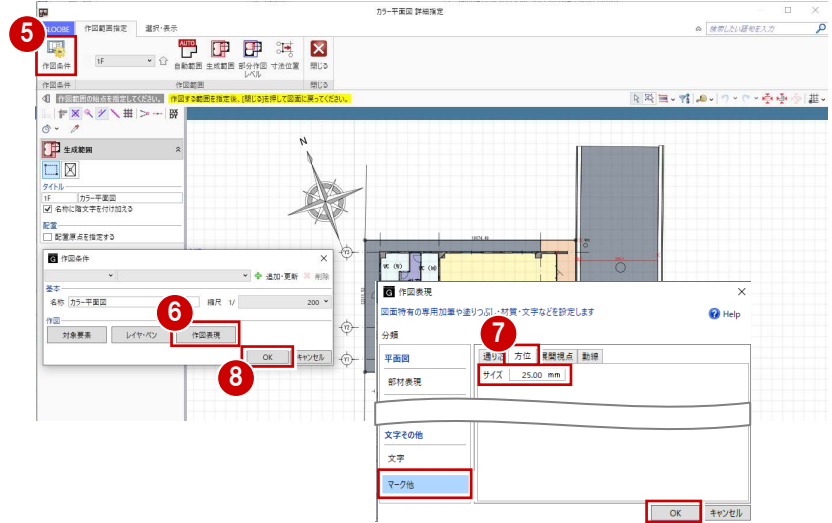 カラー平面図 詳細指定
5
GLOOBE 作図範囲指定 選択・表示
検索したい語句を入力
作図条件
1F
自動範囲 生成範囲 部分作図レベル 寸法位置 閉じる
AUTO
作図条件 作図範囲 閉じる
作図範囲の始点を指定してください。 作図する範囲を指定後、[閉じる]を押して図面に戻ってください。
生成範囲
タイトル
1F カラー平面図
名称に階文字を付け加える
配置
配置原点を指定する
N
Y3
Y2
Y1
WC (W)
WC (M)
作図条件
追加・更新 削除
基本
名称 カラー平面図 縮尺 1/ 200
作図
6
対象要素 レイヤ・ペン 作図表現
OK キャンセル
8
作図表現
図面特有の専用加筆や塗りつぶし・材質・文字などを設定します
Help
7
分類
平面図
部材表現
通り芯 方位 展開視点 動線
サイズ 25.00 mm
文字その他
文字
マーク他
OK キャンセル